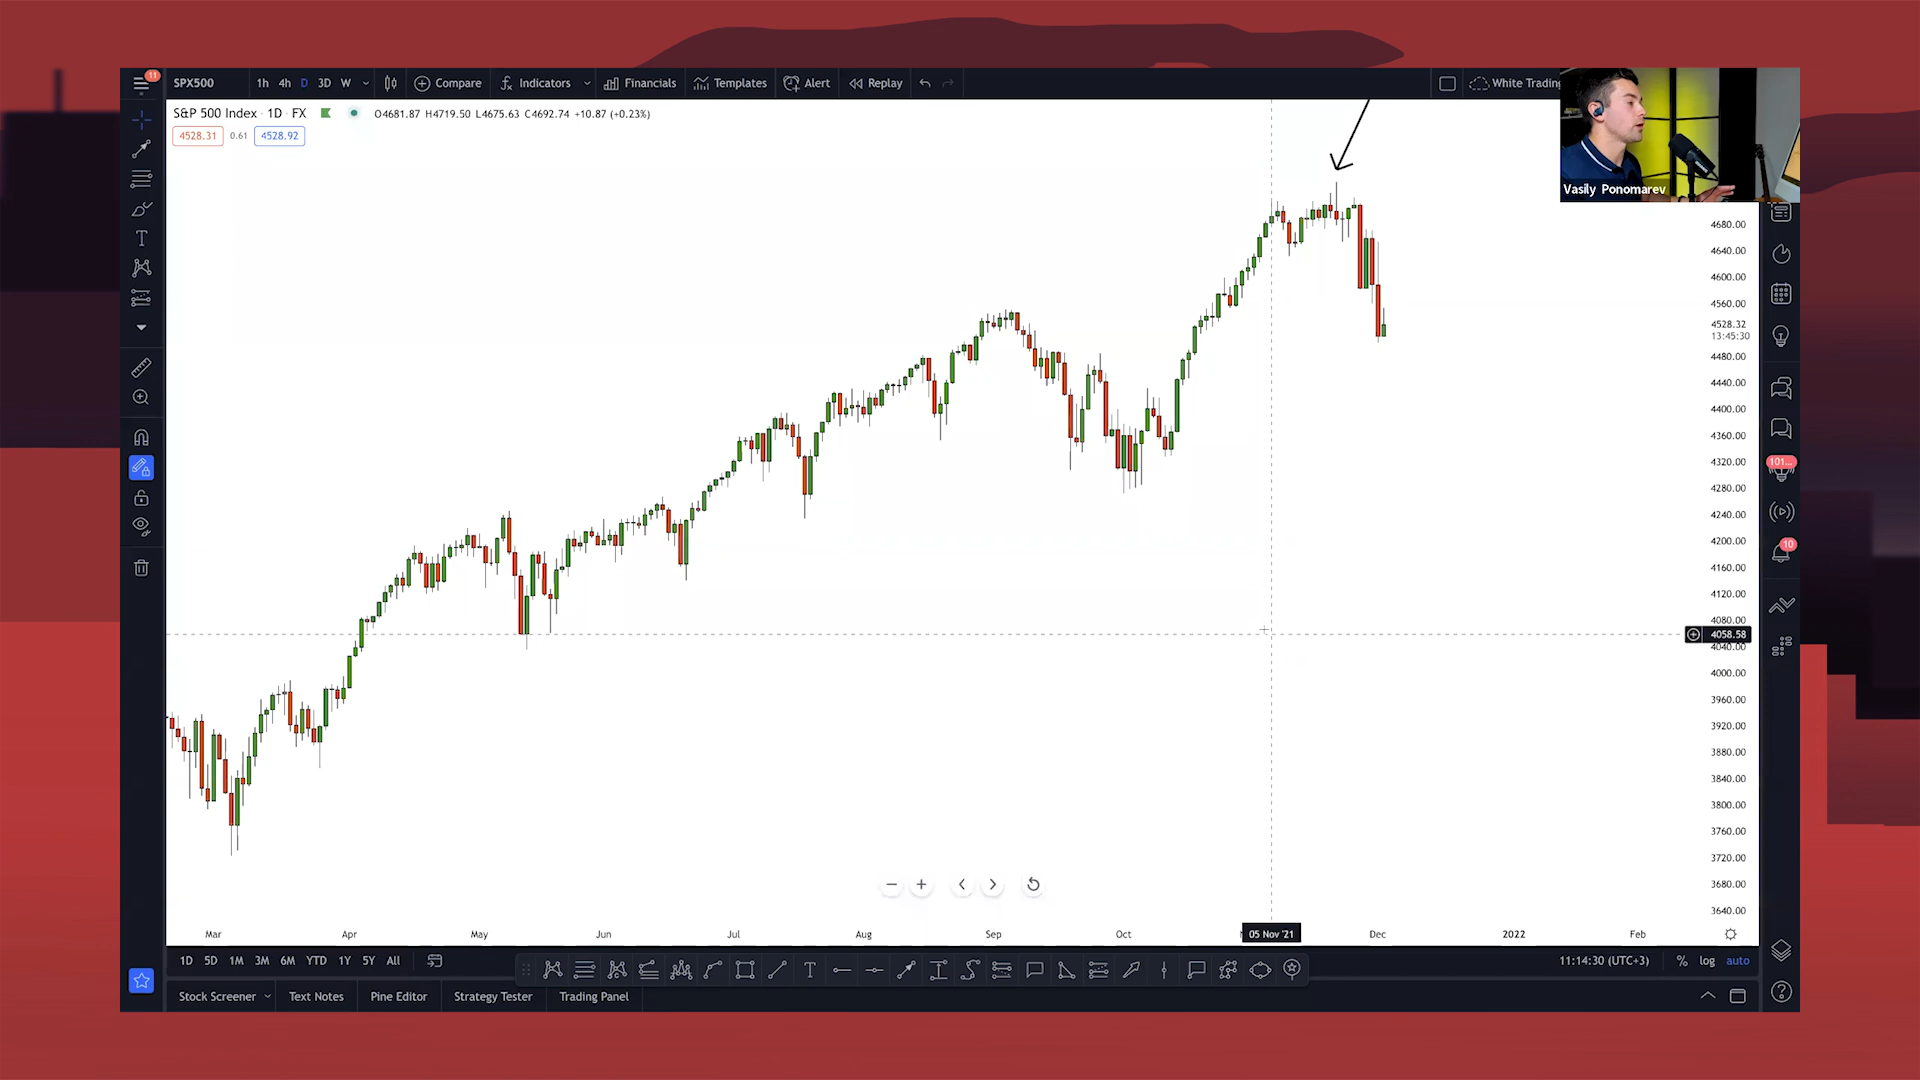 11
SPX500
1h 4h D 3D W
Compare
Indicators
Financials
Templates
Alert
Replay
White Trading
S&P 500 Index · 1D · FX
O4681.87 H4719.50 L4675.63 C4692.74 +10.87 (+0.23%)
4528.31 0.61 4528.92
Vasily Ponomarev
4680.00
4640.00
4600.00
4560.00
4528.32
13:45:30
4480.00
4440.00
4400.00
4360.00
4320.00
4280.00
4240.00
4200.00
4160.00
4120.00
4080.00
4058.58
4040.00
4000.00
3960.00
3920.00
3880.00
3840.00
3800.00
3760.00
3720.00
3680.00
3640.00
101...
10
Mar Apr May Jun Jul Aug Sep Oct 05 Nov '21 Dec 2022 Feb
1D 5D 1M 3M 6M YTD 1Y 5Y All
11:14:30 (UTC+3) % log auto
Stock Screener Text Notes Pine Editor Strategy Tester Trading Panel